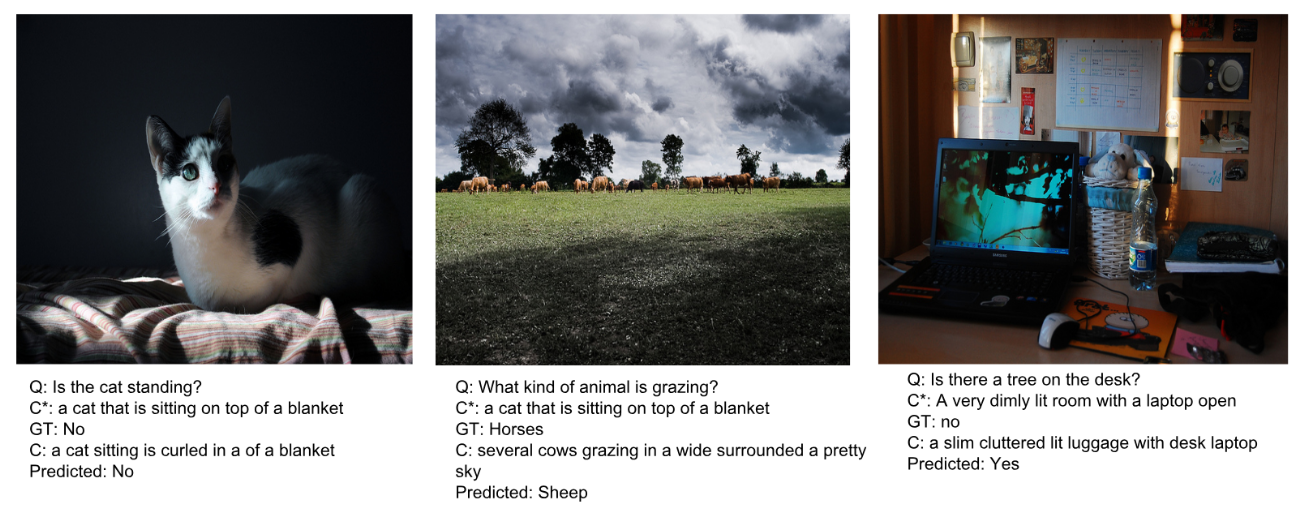 Q: Is the cat standing?
C*: a cat that is sitting on top of a blanket
GT: No
C: a cat sitting is curled in a of a blanket
Predicted: No
Q: What kind of animal is grazing?
C*: a cat that is sitting on top of a blanket
GT: Horses
C: several cows grazing in a wide surrounded a pretty
sky
Predicted: Sheep
Q: Is there a tree on the desk?
C*: A very dimly lit room with a laptop open
GT: no
C: a slim cluttered lit luggage with desk laptop
Predicted: Yes